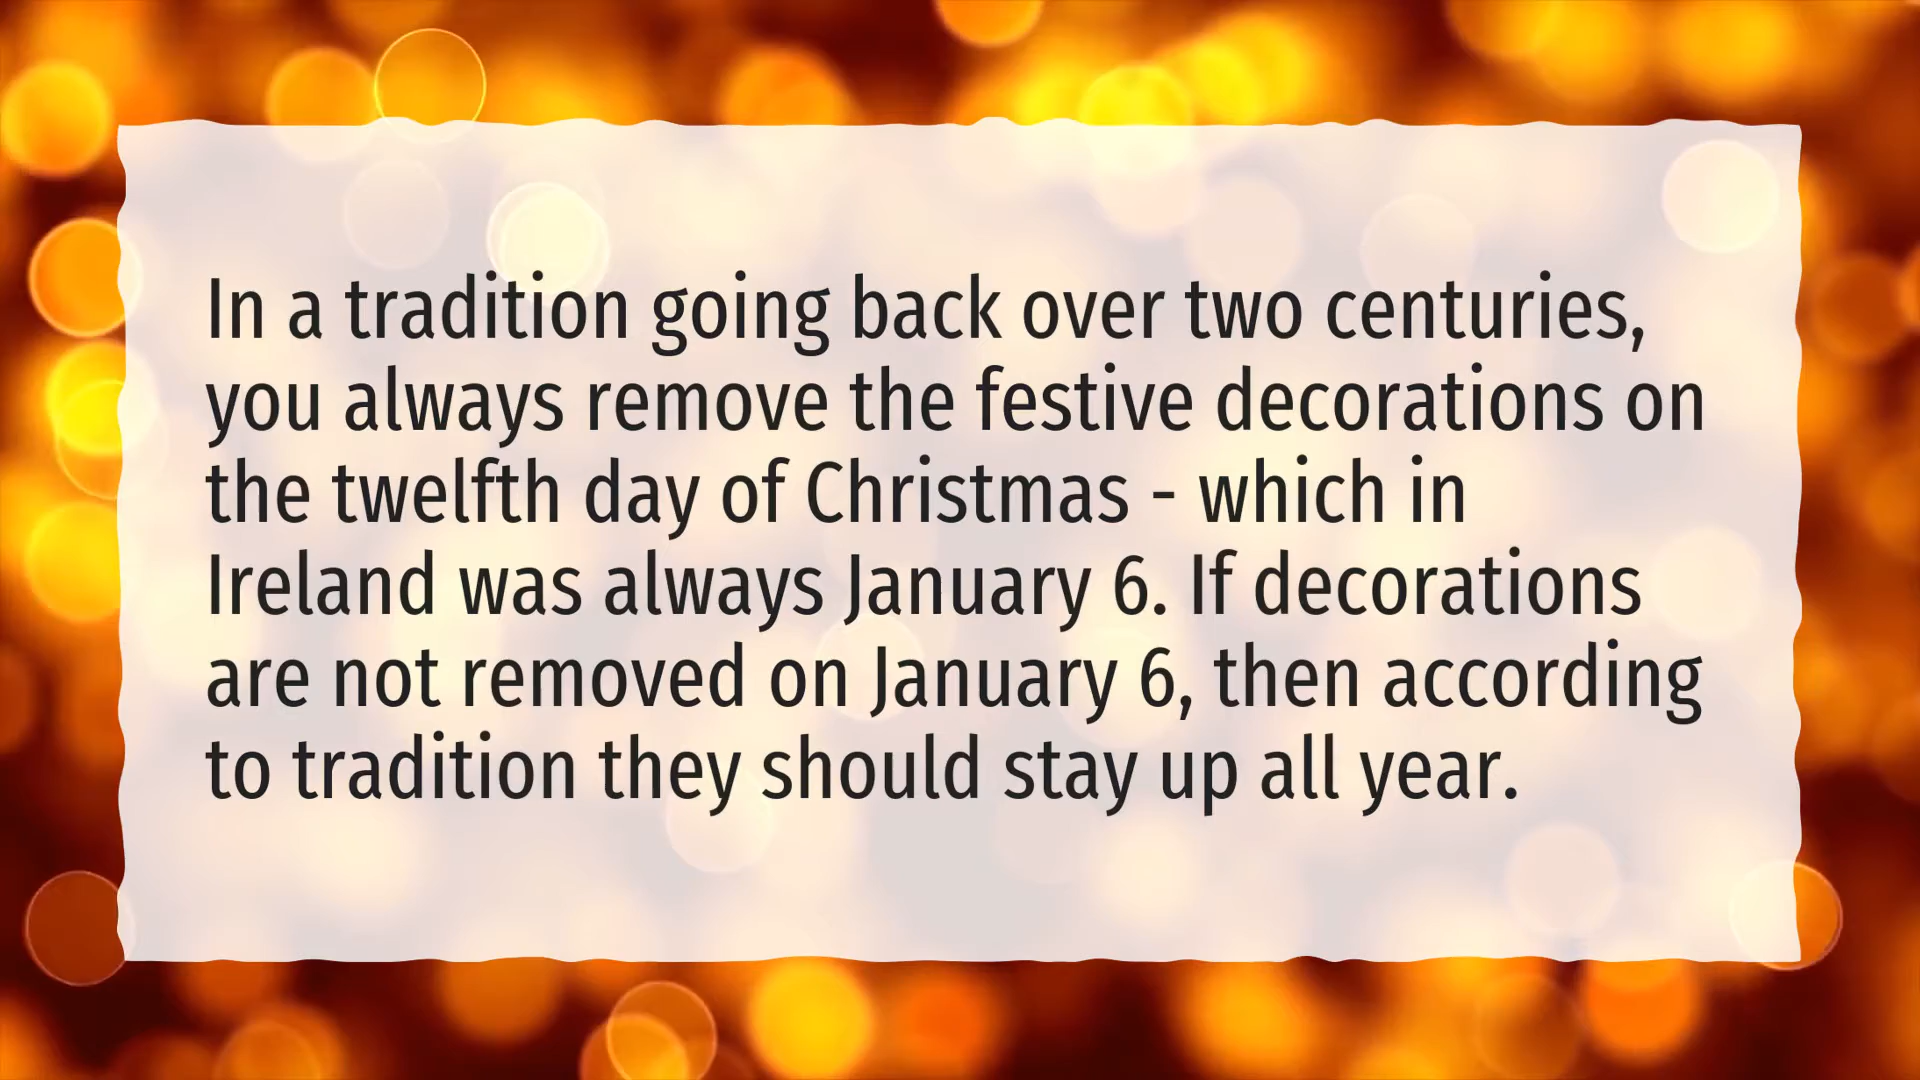 In a tradition going back over two centuries,
you always remove the festive decorations on
the twelfth day of Christmas - which in
Ireland was always January 6. If decorations
are not removed on January 6, then according
to tradition they should stay up all year.